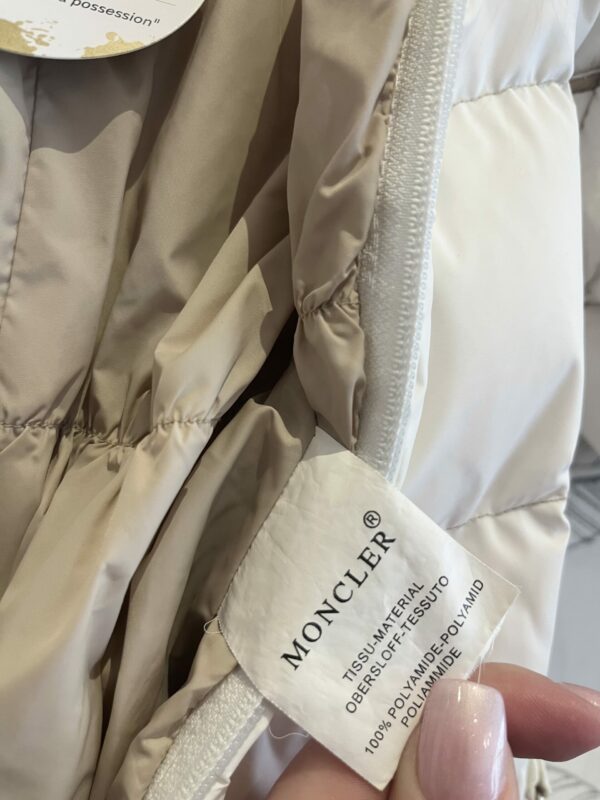 possession"
MONCLER®
TISSU-MATERIAL
OBERSLOFF-TESSUTO
100% POLYAMIDE-POLYAMID
POLIAMMIDE